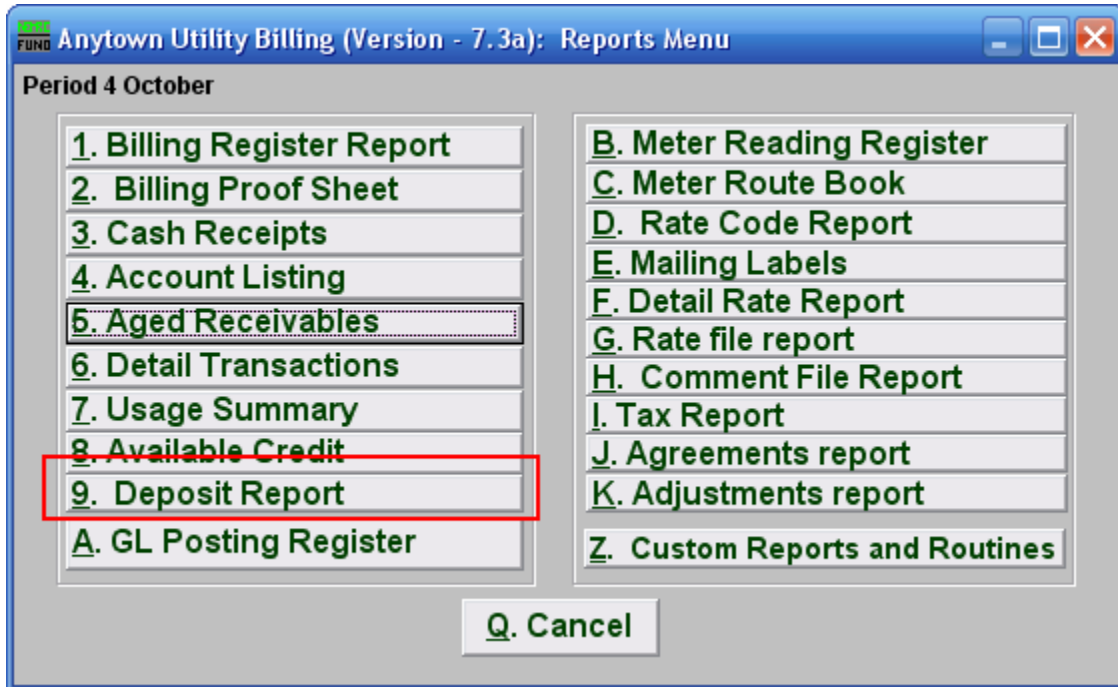 Anytown Utility Billing (Version - 7.3a): Reports Menu
FUND
Period 4 October
1. Billing Register Report
2. Billing Proof Sheet
3. Cash Receipts
4. Account Listing
5. Aged Receivables
6. Detail Transactions
7. Usage Summary
8. Available Credit
9. Deposit Report
A. GL Posting Register
B. Meter Reading Register
C. Meter Route Book
D. Rate Code Report
E. Mailing Labels
F. Detail Rate Report
G. Rate file report
H. Comment File Report
I. Tax Report
J. Agreements report
K. Adjustments report
Z. Custom Reports and Routines
Q. Cancel